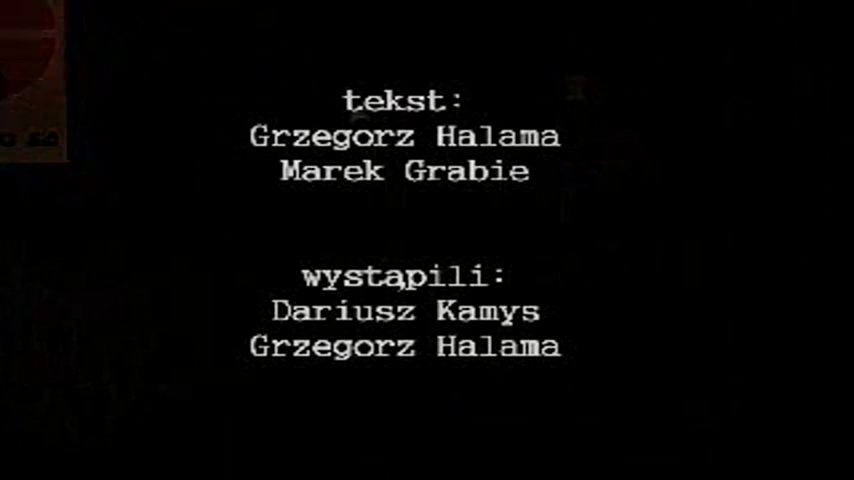 tekst:
Grzegorz Halama
Marek Grabie
wystąpili:
Dariusz Kamys
Grzegorz Halama